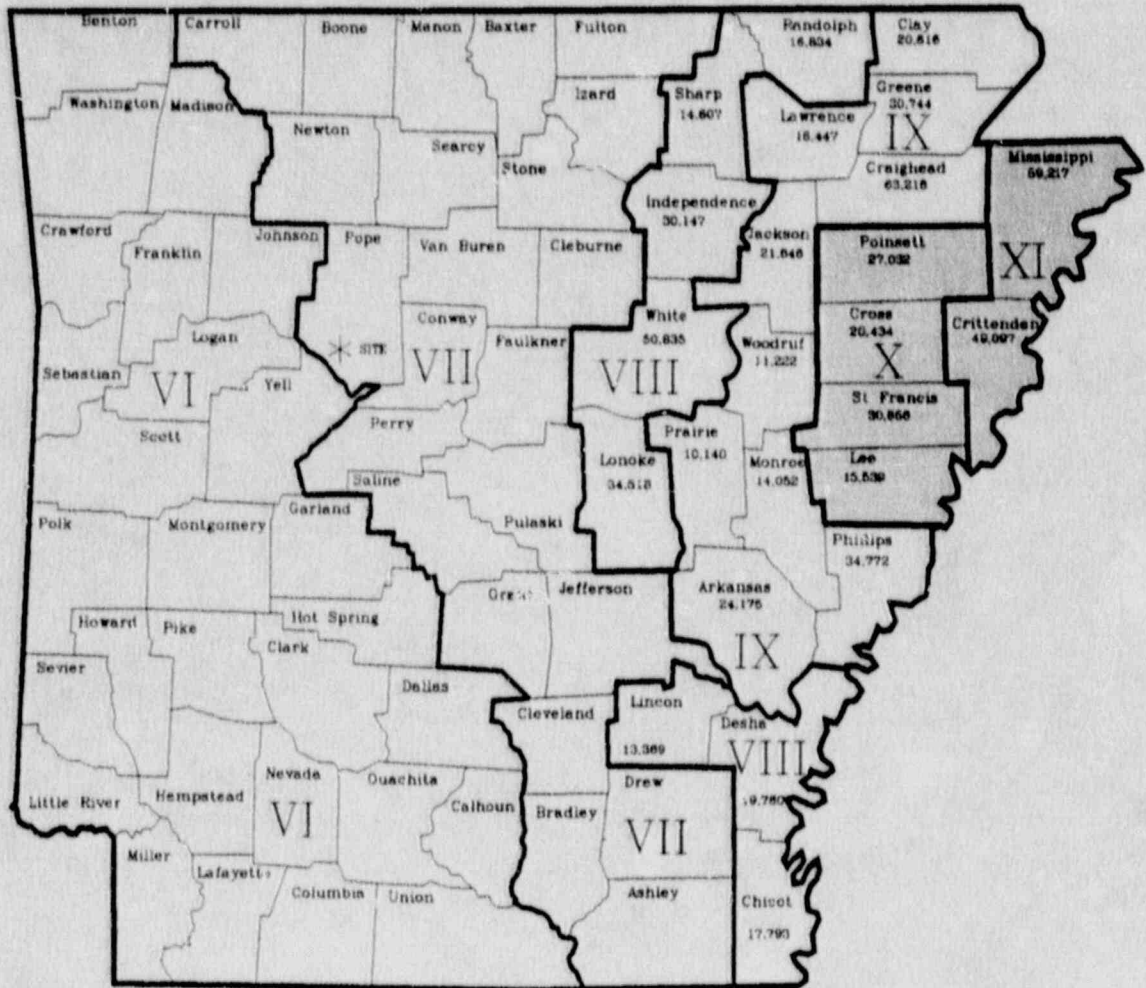 Benton
Carroll
Boone
Marion
Baxter
Fulton
Randolph
16,834
Clay
20,616
Washington
Madison
Izard
Sharp
14,607
Greene
30,744
Lawrence
18,447
IX
Newton
Searcy
Stone
Craighead
63,218
Mississippi
59,217
Independence
30,147
Crawford
Franklin
Johnson
Pope
Van Buren
Cleburne
Jackson
21,646
Poinsett
27,032
XI
Logan
Conway
White
50,835
Cross
20,434
Crittenden
49,097
SITE
Faulkner
Woodruf
11,222
Sebastian
VI
Yell
VII
VIII
X
St Francis
30,858
Scott
Perry
Prairie
10,140
Lonoke
34,518
Monroe
14,052
Lee
15,539
Saline
Garland
Polk
Montgomery
Pulaski
Phillips
34,772
Jefferson
Arkansas
24,175
Hot Spring
Howard
Pike
Clark
IX
Sevier
Dallas
Cleveland
Lincon
13,369
Desha
VIII
19,760
Nevada
Ouachita
Drew
Little River
Hempstead
VI
Calhoun
Bradley
VII
Miller
Lafayette
Columbia
Union
Ashley
Chicot
17,793